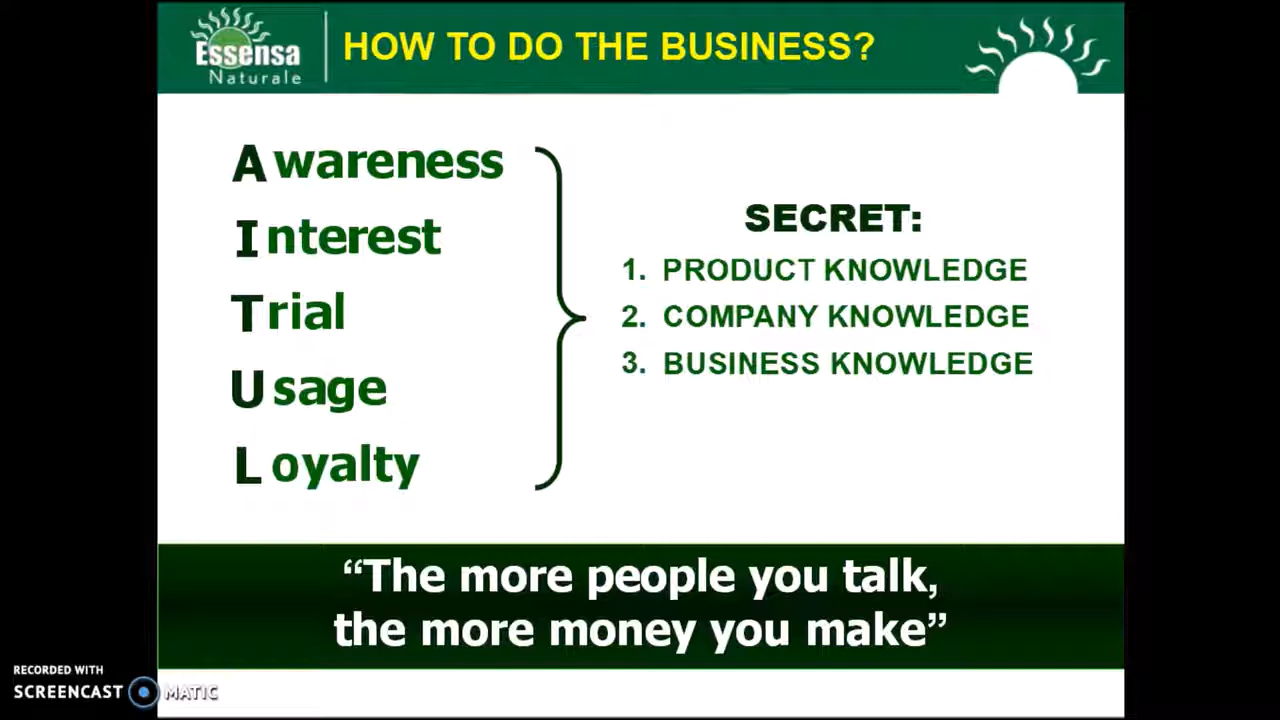 Essensa
Naturale
HOW TO DO THE BUSINESS?
Awareness
Interest
Trial
Usage
Loyalty
SECRET:
1. PRODUCT KNOWLEDGE
2. COMPANY KNOWLEDGE
3. BUSINESS KNOWLEDGE
“The more people you talk,
the more money you make”
RECORDED WITH
SCREENCAST MATIC